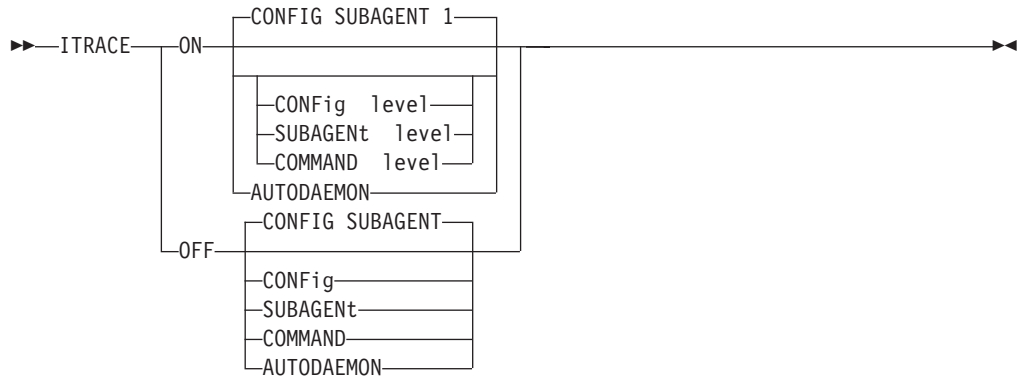 CONFIG SUBAGENT 1
ITRACE ON
CONFig level
SUBAGENt level
COMMAND level
AUTODAEMON
CONFIG SUBAGENT
OFF
CONFig
SUBAGENt
COMMAND
AUTODAEMON